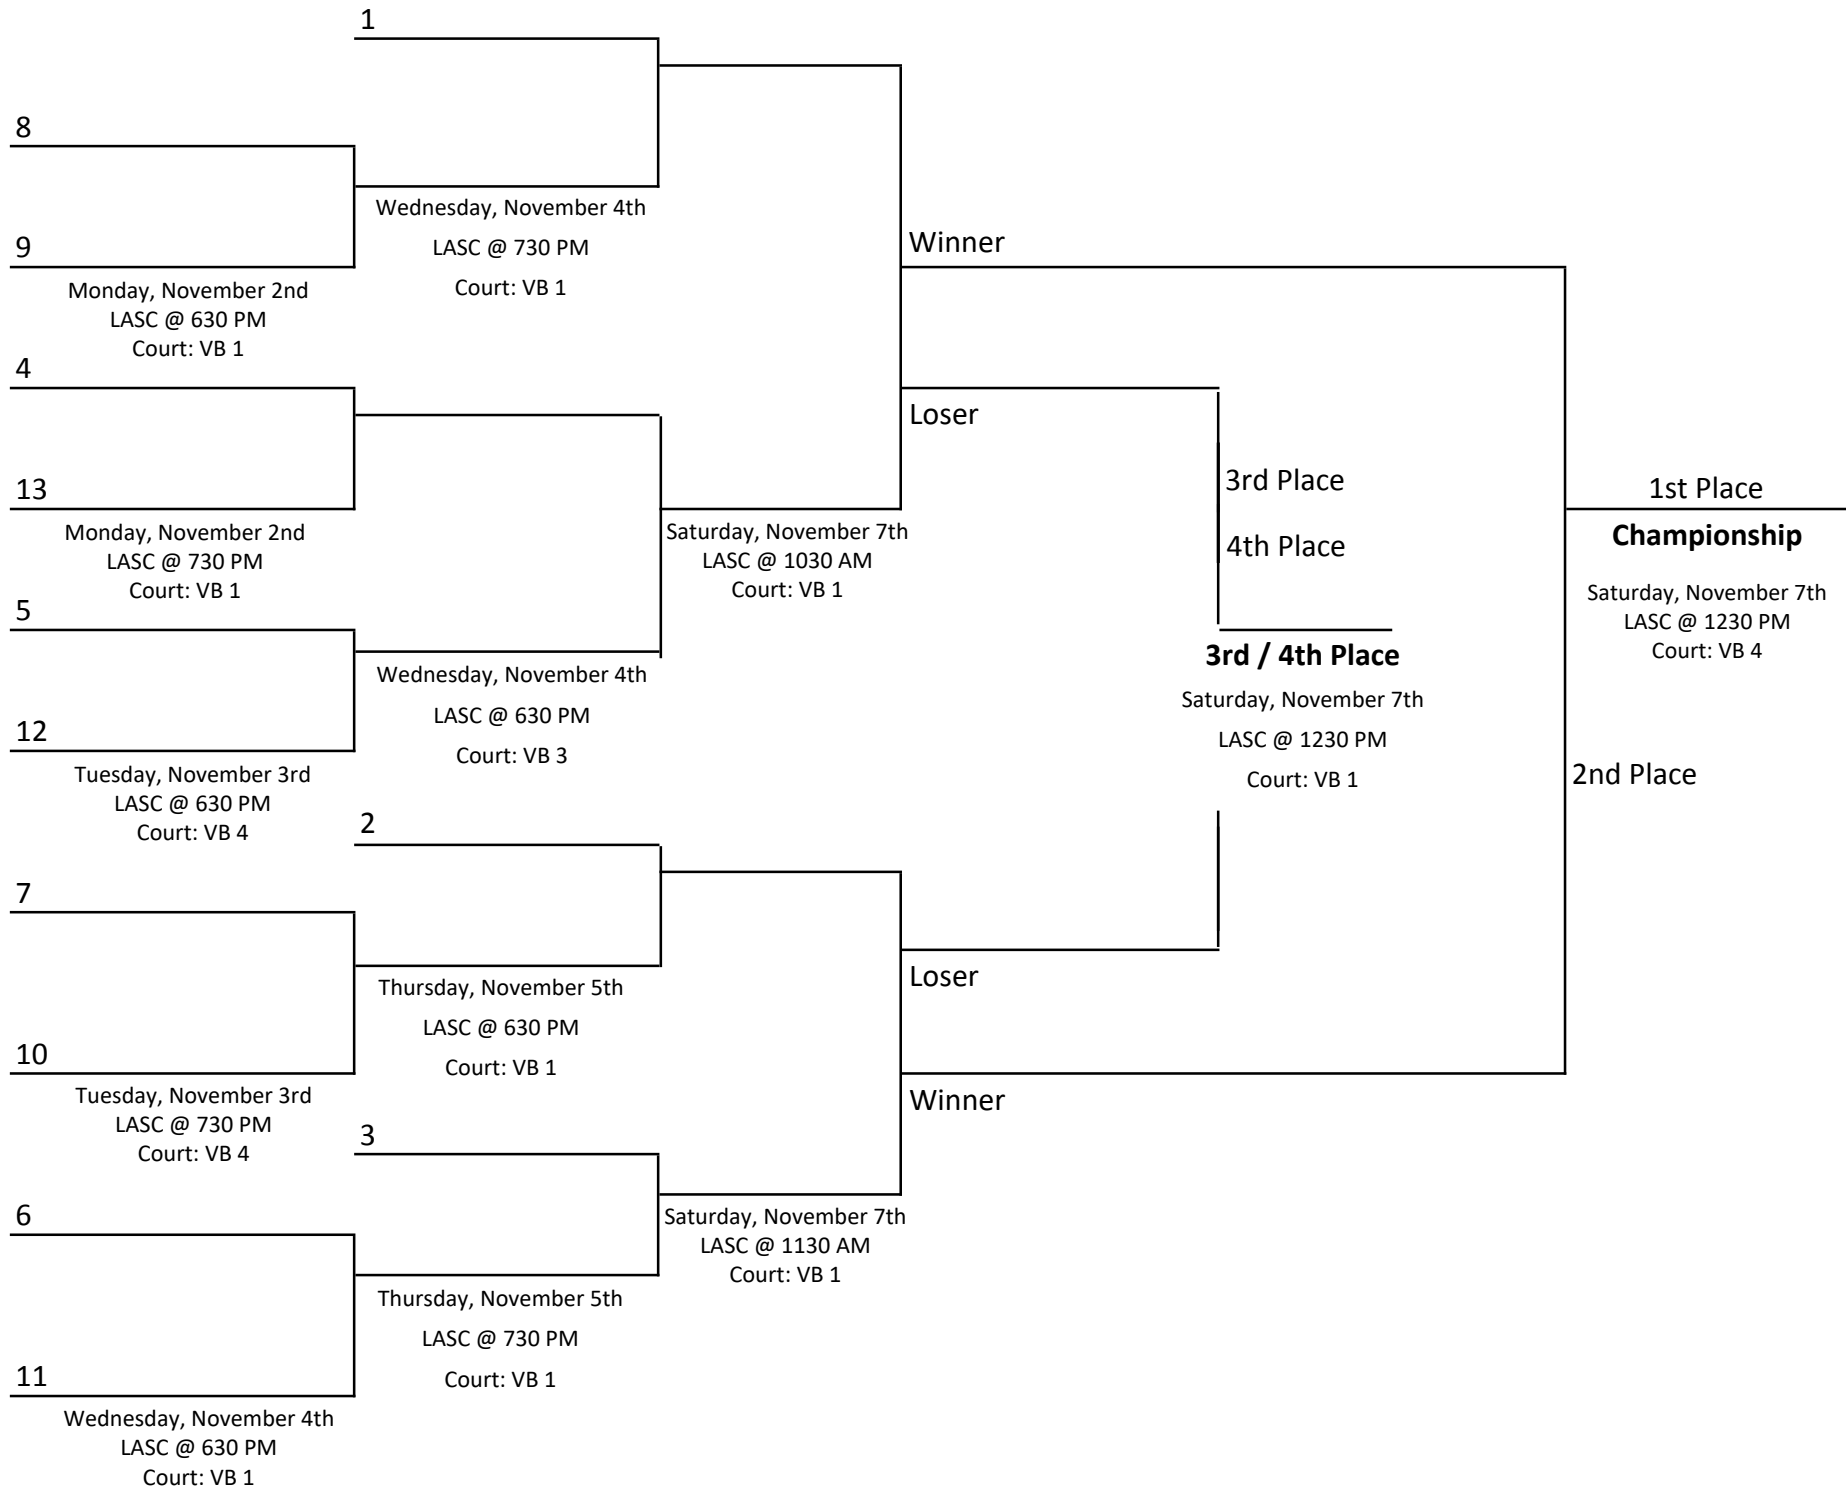 1
8
9
Monday, November 2nd
LASC @ 630 PM
Court: VB 1
Wednesday, November 4th
LASC @ 730 PM
Court: VB 1
4
13
Monday, November 2nd
LASC @ 730 PM
Court: VB 1
5
12
Tuesday, November 3rd
LASC @ 630 PM
Court: VB 4
Wednesday, November 4th
LASC @ 630 PM
Court: VB 3
Saturday, November 7th
LASC @ 1030 AM
Court: VB 1
Winner
Loser
3rd Place
4th Place
3rd / 4th Place
Saturday, November 7th
LASC @ 1230 PM
Court: VB 1
1st Place
Championship
Saturday, November 7th
LASC @ 1230 PM
Court: VB 4
2nd Place
2
7
10
Tuesday, November 3rd
LASC @ 730 PM
Court: VB 4
Thursday, November 5th
LASC @ 630 PM
Court: VB 1
Loser
Winner
3
6
11
Wednesday, November 4th
LASC @ 630 PM
Court: VB 1
Thursday, November 5th
LASC @ 730 PM
Court: VB 1
Saturday, November 7th
LASC @ 1130 AM
Court: VB 1